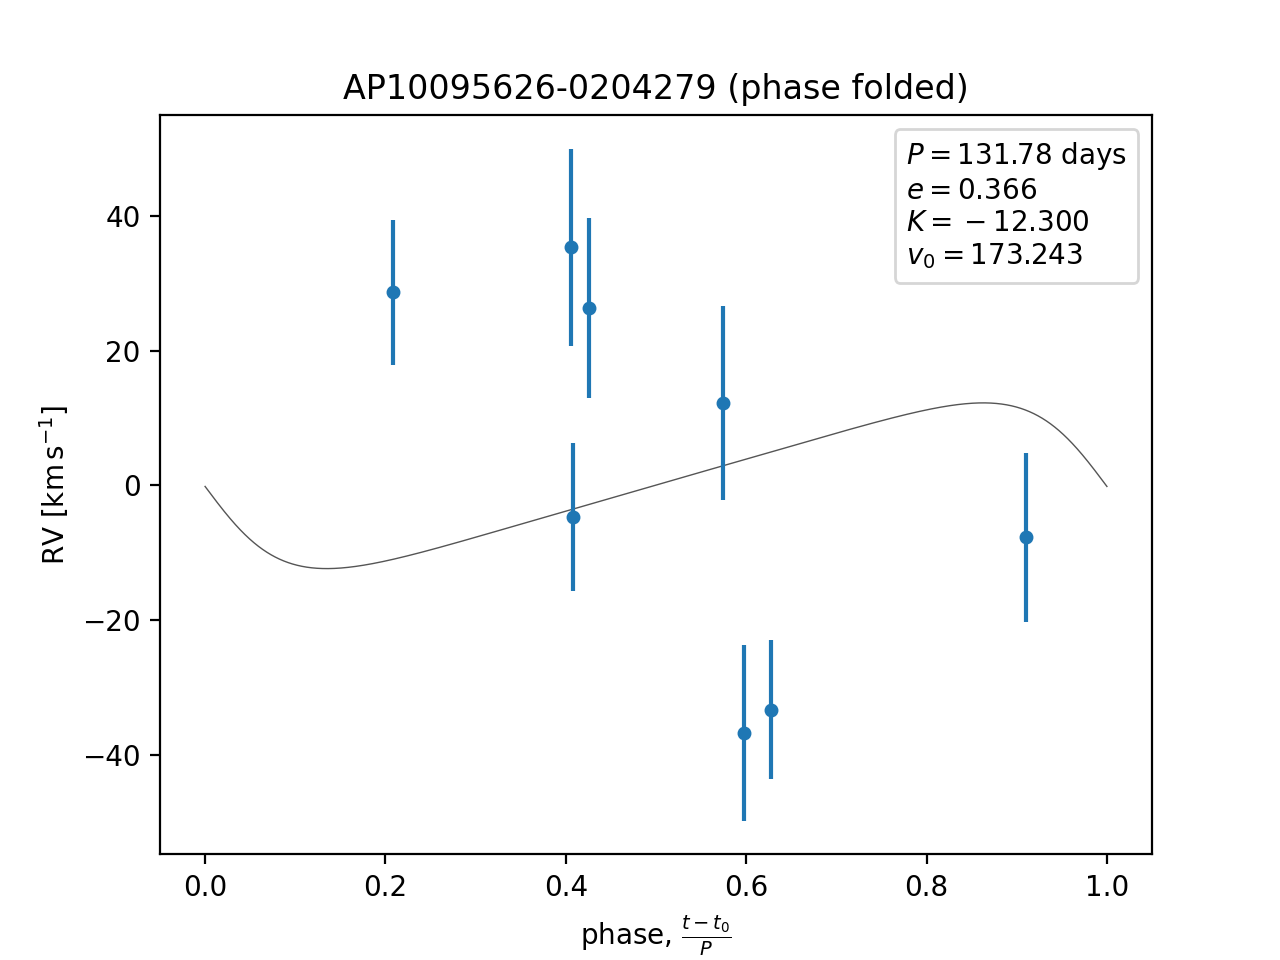 AP10095626-0204279 (phase folded)
P = 131.78 days
e = 0.366
K = −12.300
v₀ = 173.243
40
20
0
−20
−40
RV [km s⁻¹]
0.0 0.2 0.4 0.6 0.8 1.0
phase, (t − t₀)/P